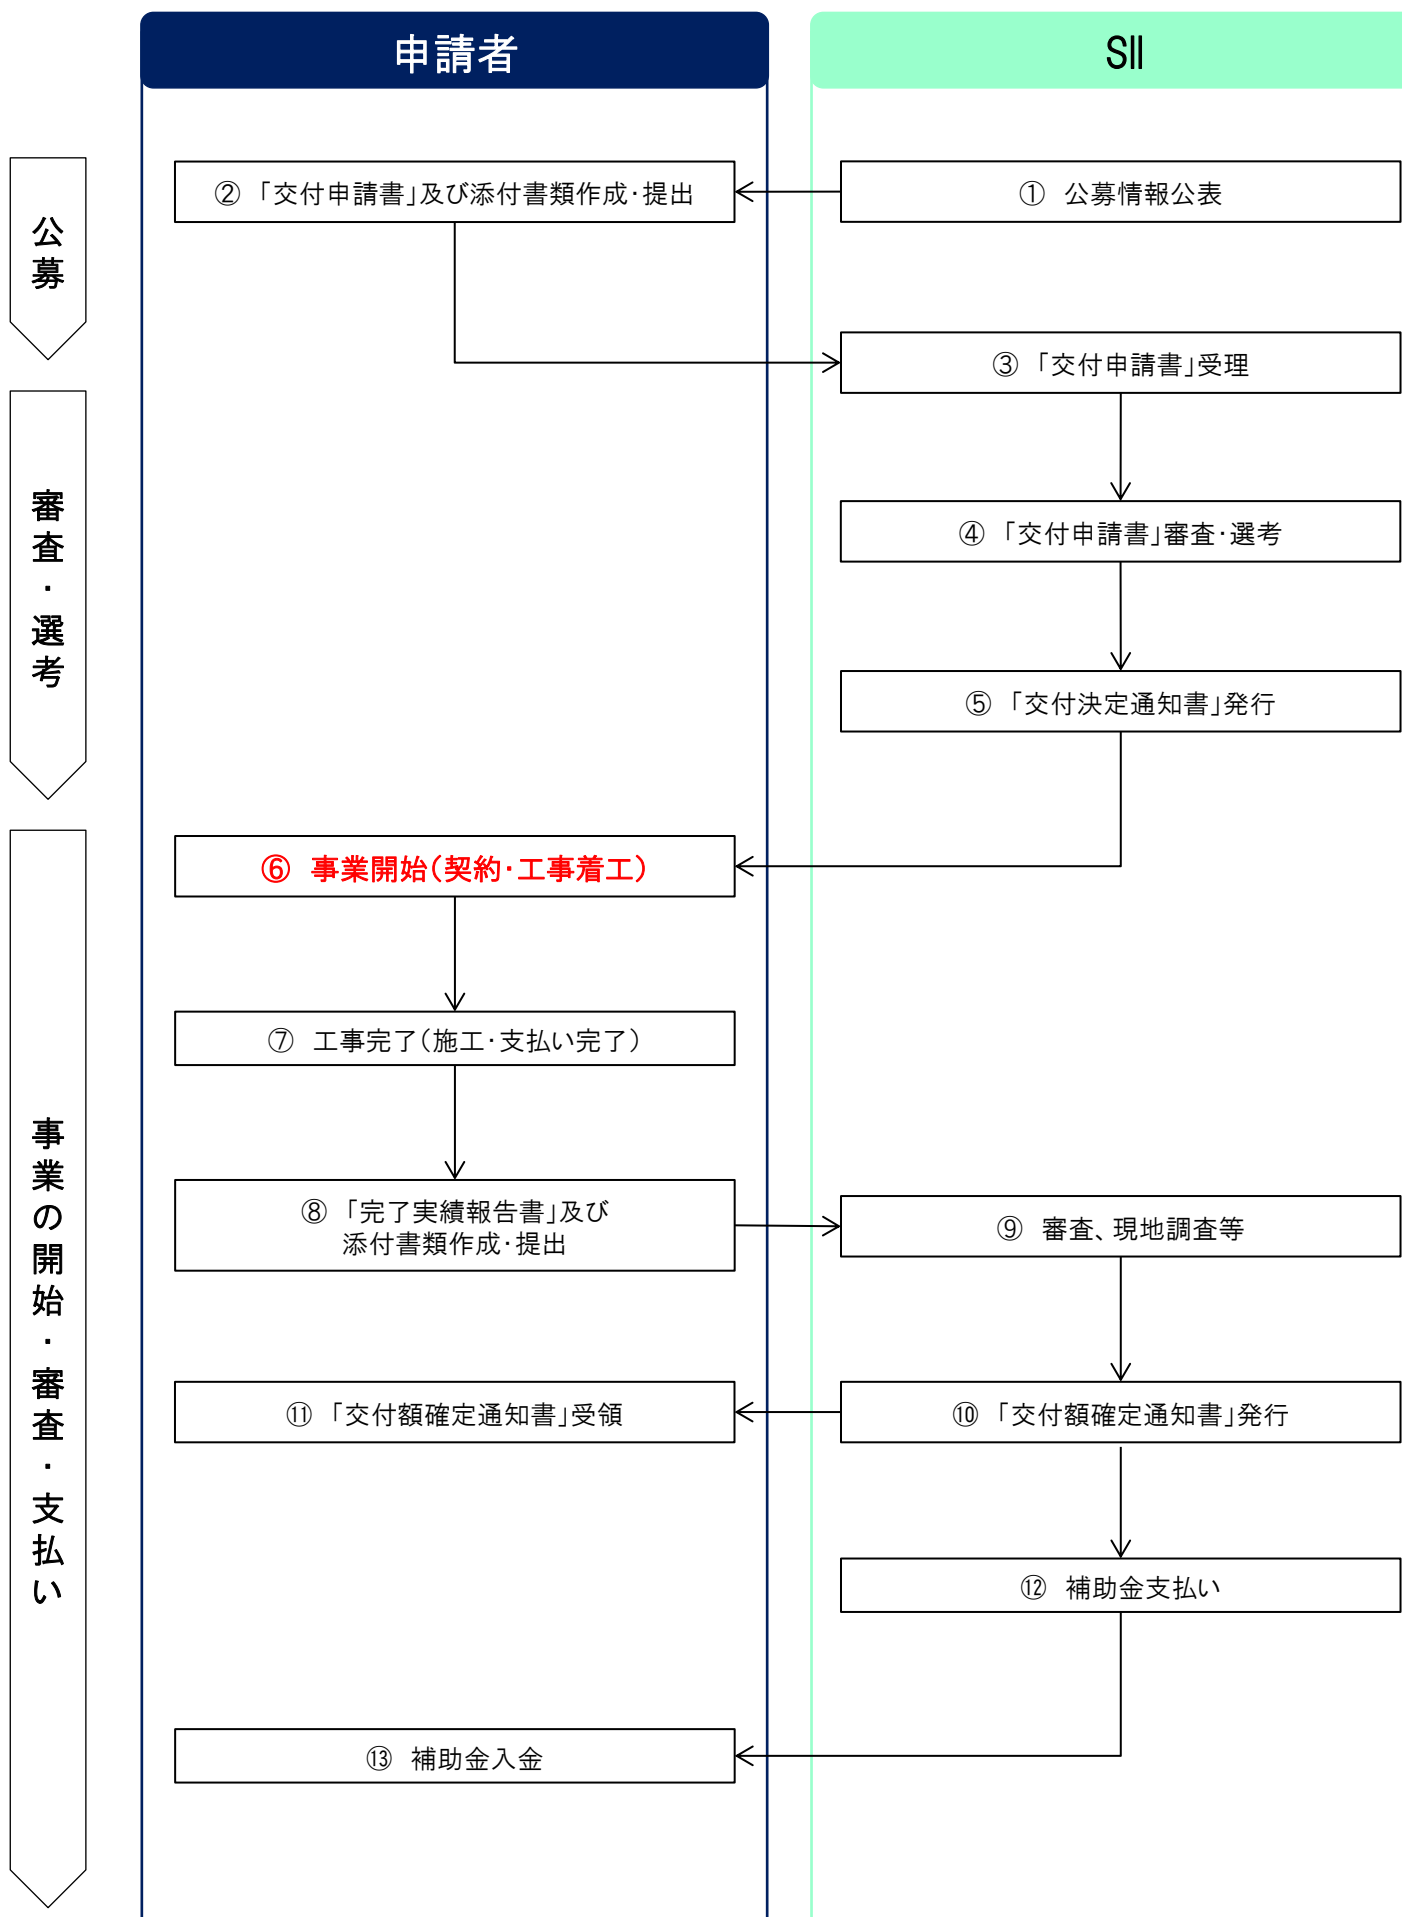 申請者
SII
公募
② 「交付申請書」及び添付書類作成・提出
① 公募情報公表
③ 「交付申請書」受理
審査・選考
④ 「交付申請書」審査・選考
⑤ 「交付決定通知書」発行
事業の開始・審査・支払い
⑥ 事業開始（契約・工事着工）
⑦ 工事完了（施工・支払い完了）
⑧ 「完了実績報告書」及び
添付書類作成・提出
⑨ 審査、現地調査等
⑪ 「交付額確定通知書」受領
⑩ 「交付額確定通知書」発行
⑫ 補助金支払い
⑬ 補助金入金